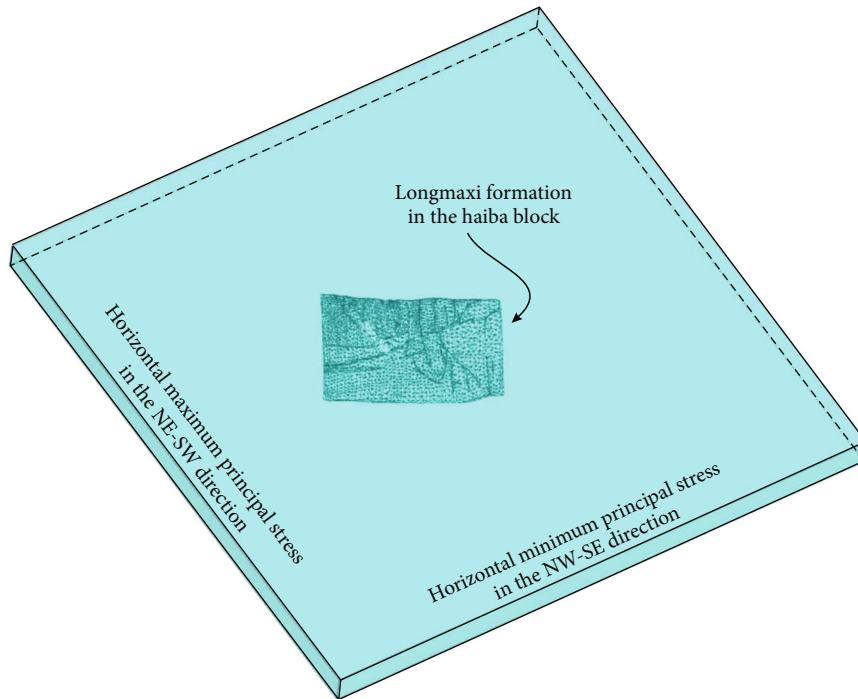 Longmaxi formation
in the haiba block
Horizontal maximum principal stress
in the NE-SW direction
Horizontal minimum principal stress
in the NW-SE direction